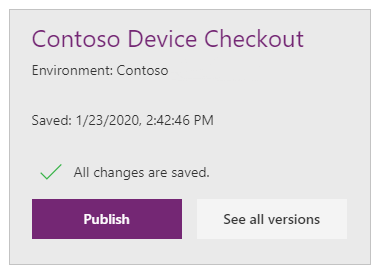 Contoso Device Checkout
Environment: Contoso
Saved: 1/23/2020, 2:42:46 PM
All changes are saved.
Publish
See all versions